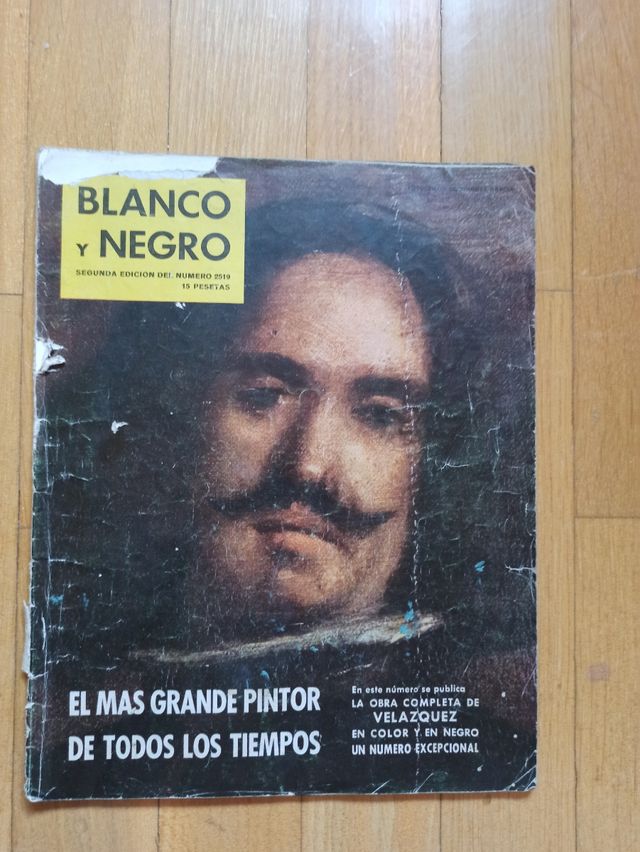 BLANCO
Y NEGRO
SEGUNDA EDICION DEL NUMERO 2519
15 PESETAS
EL MAS GRANDE PINTOR
DE TODOS LOS TIEMPOS
En este número se publica
LA OBRA COMPLETA DE
VELAZQUEZ
EN COLOR Y EN NEGRO
UN NUMERO EXCEPCIONAL